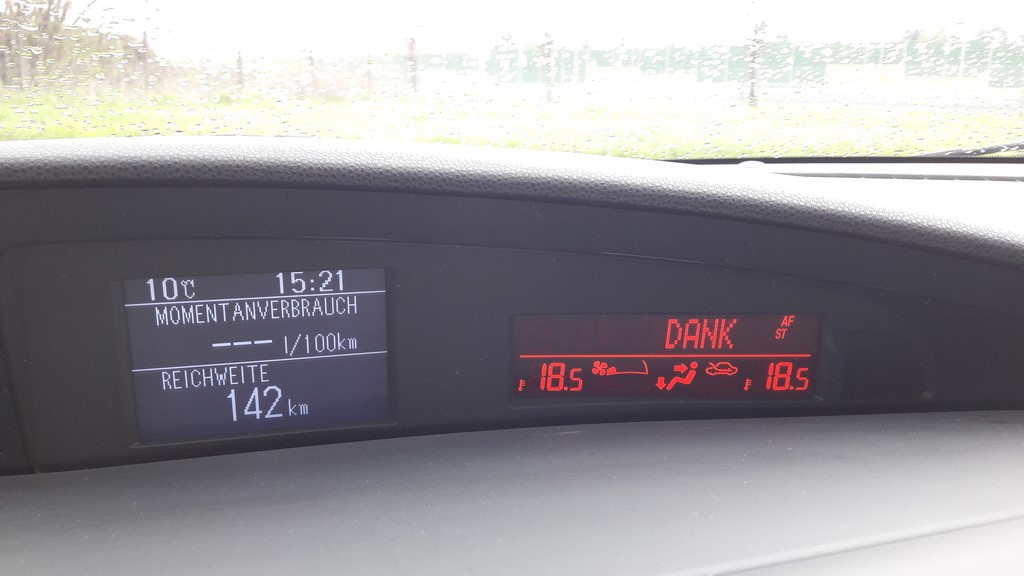 10°C 15:21
MOMENTANVERBRAUCH
--- l/100km
REICHWEITE
142 km
DANK AF
ST
18.5 18.5